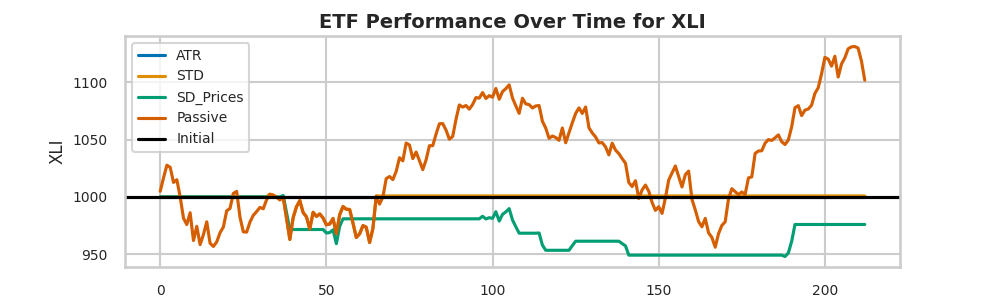 ETF Performance Over Time for XLI
ATR
STD
SD_Prices
Passive
Initial
XLI
1100
1050
1000
950
0 50 100 150 200